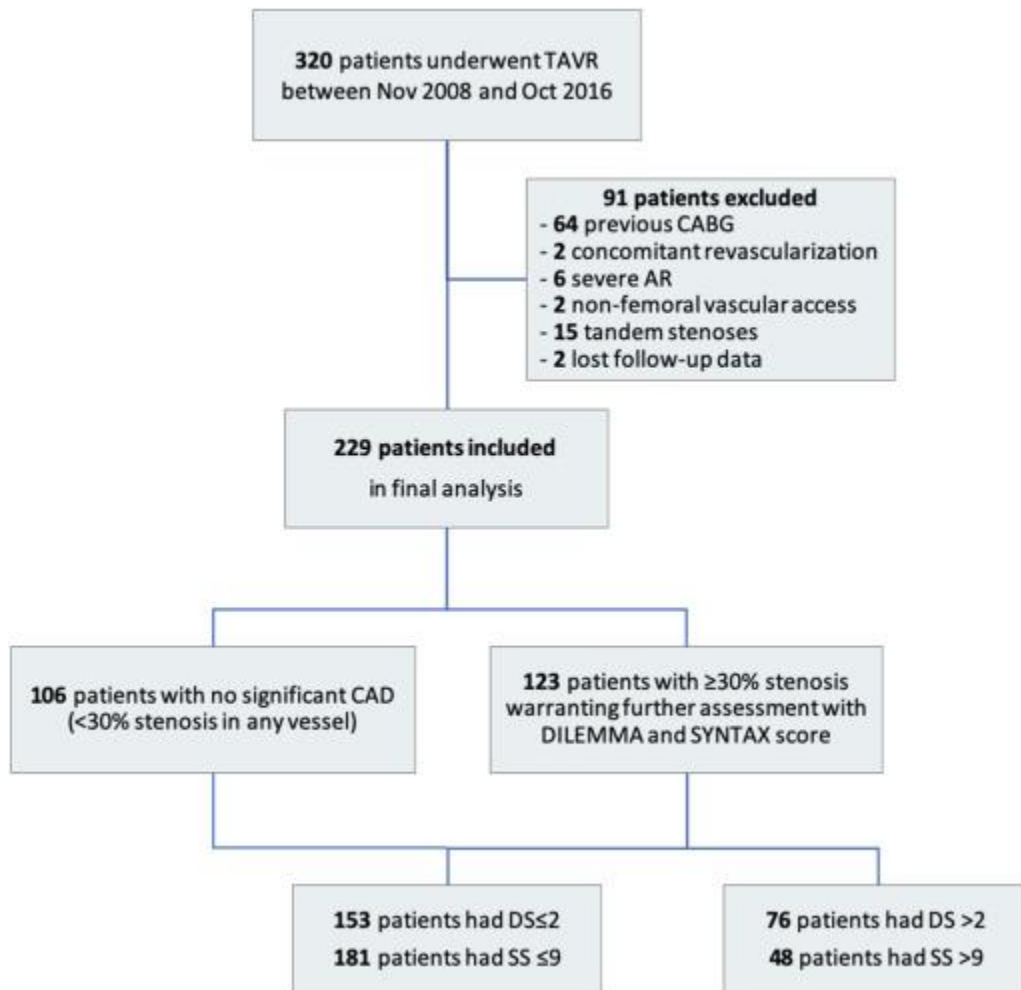 320 patients underwent TAVR
between Nov 2008 and Oct 2016
91 patients excluded
- 64 previous CABG
- 2 concomitant revascularization
- 6 severe AR
- 2 non-femoral vascular access
- 15 tandem stenoses
- 2 lost follow-up data
229 patients included
in final analysis
106 patients with no significant CAD
(<30% stenosis in any vessel)
123 patients with ≥30% stenosis
warranting further assessment with
DILEMMA and SYNTAX score
153 patients had DS≤2
181 patients had SS ≤9
76 patients had DS >2
48 patients had SS >9